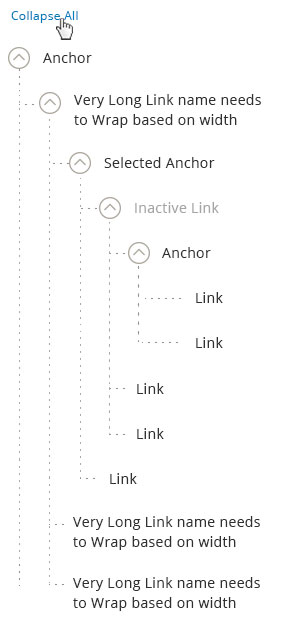 Collapse All
Anchor
Very Long Link name needs
to Wrap based on width
Selected Anchor
Inactive Link
Anchor
Link
Link
Link
Link
Link
Very Long Link name needs
to Wrap based on width
Very Long Link name needs
to Wrap based on width